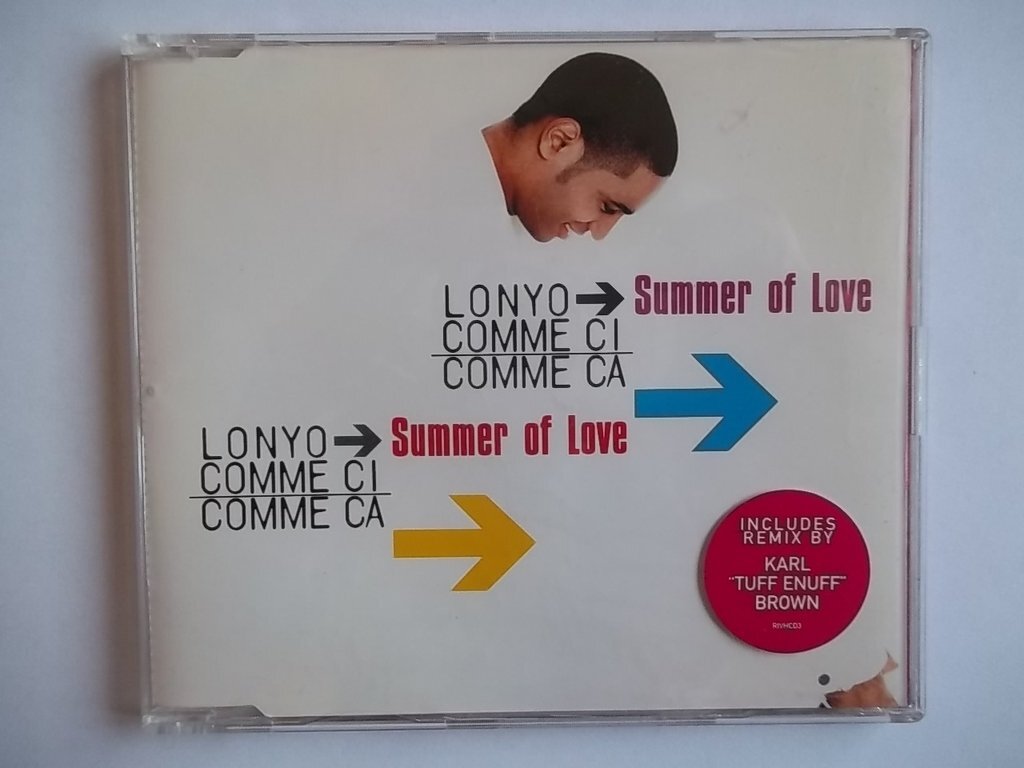 LONYO → Summer of Love
COMME CI
COMME CA
LONYO → Summer of Love
COMME CI
COMME CA
INCLUDES
REMIX BY
KARL
"TUFF ENUFF"
BROWN
RIVHCD3